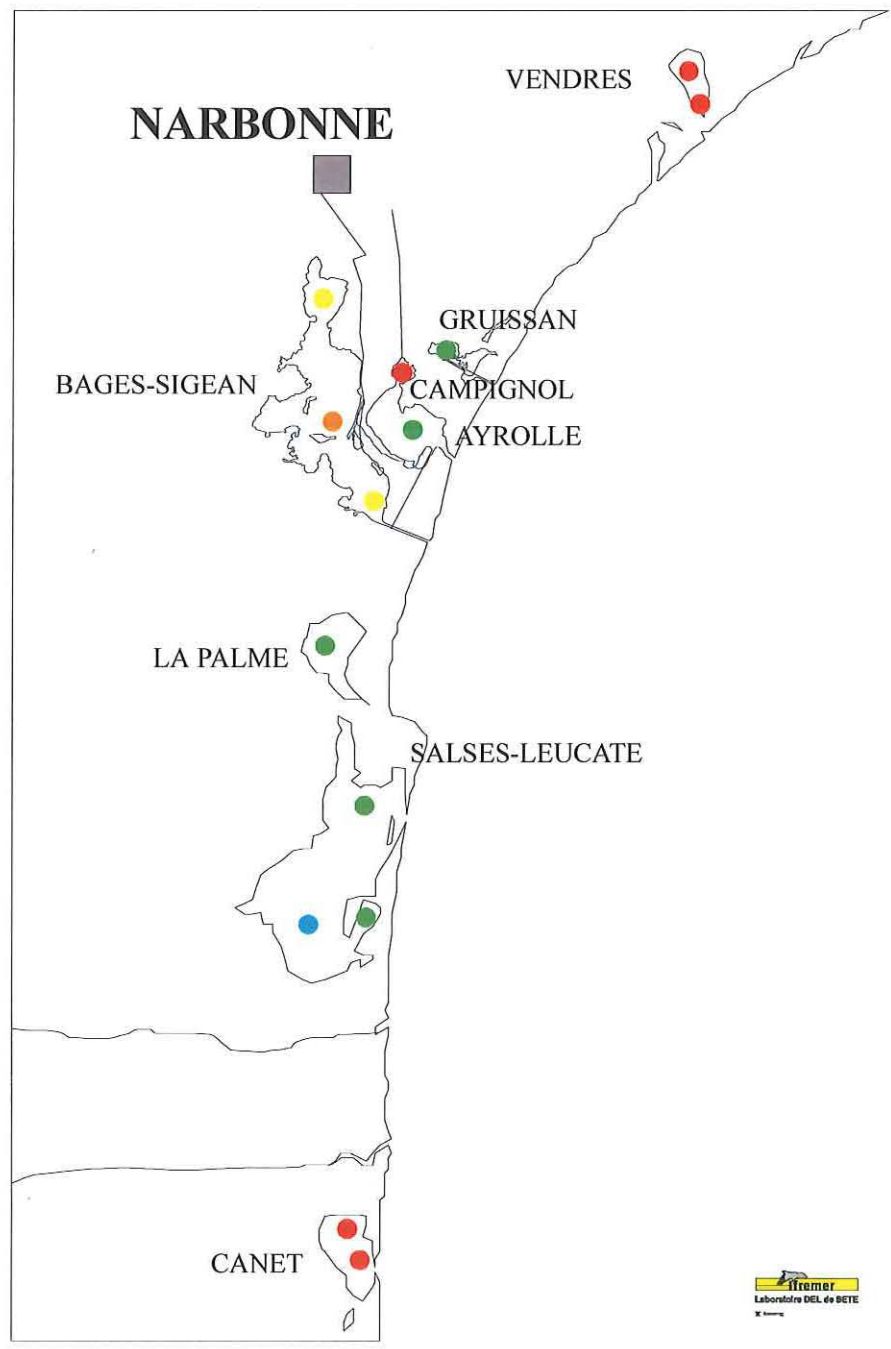 VENDRES
NARBONNE
GRUISSAN
BAGES-SIGEAN
CAMPIGNOL
AYROLLE
LA PALME
SALSES-LEUCATE
CANET
Ifremer
Laboratoire DEL de SETE